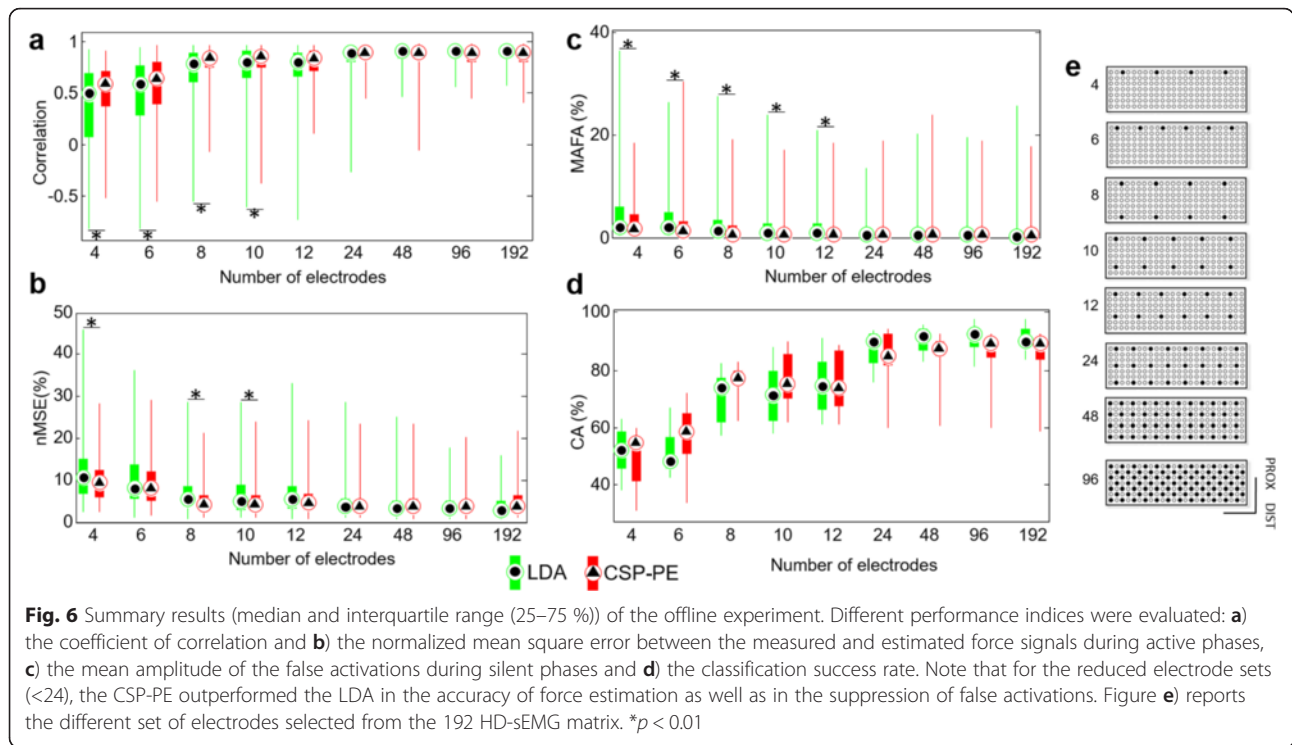 a
1
0.5
0
-0.5
Correlation
* * * *
4 6 8 10 12 24 48 96 192
Number of electrodes
b
50
40
30
20
10
0
nMSE(%)
* * *
4 6 8 10 12 24 48 96 192
Number of electrodes
c
40
20
0
MAFA (%)
* * * * *
4 6 8 10 12 24 48 96 192
Number of electrodes
d
100
80
60
40
CA (%)
4 6 8 10 12 24 48 96 192
Number of electrodes
e
4
6
8
10
12
24
48
96
PROX
DIST
LDA CSP-PE
Fig. 6 Summary results (median and interquartile range (25–75 %)) of the offline experiment. Different performance indices were evaluated: a)
the coefficient of correlation and b) the normalized mean square error between the measured and estimated force signals during active phases,
c) the mean amplitude of the false activations during silent phases and d) the classification success rate. Note that for the reduced electrode sets
(<24), the CSP-PE outperformed the LDA in the accuracy of force estimation as well as in the suppression of false activations. Figure e) reports
the different set of electrodes selected from the 192 HD-sEMG matrix. *p < 0.01